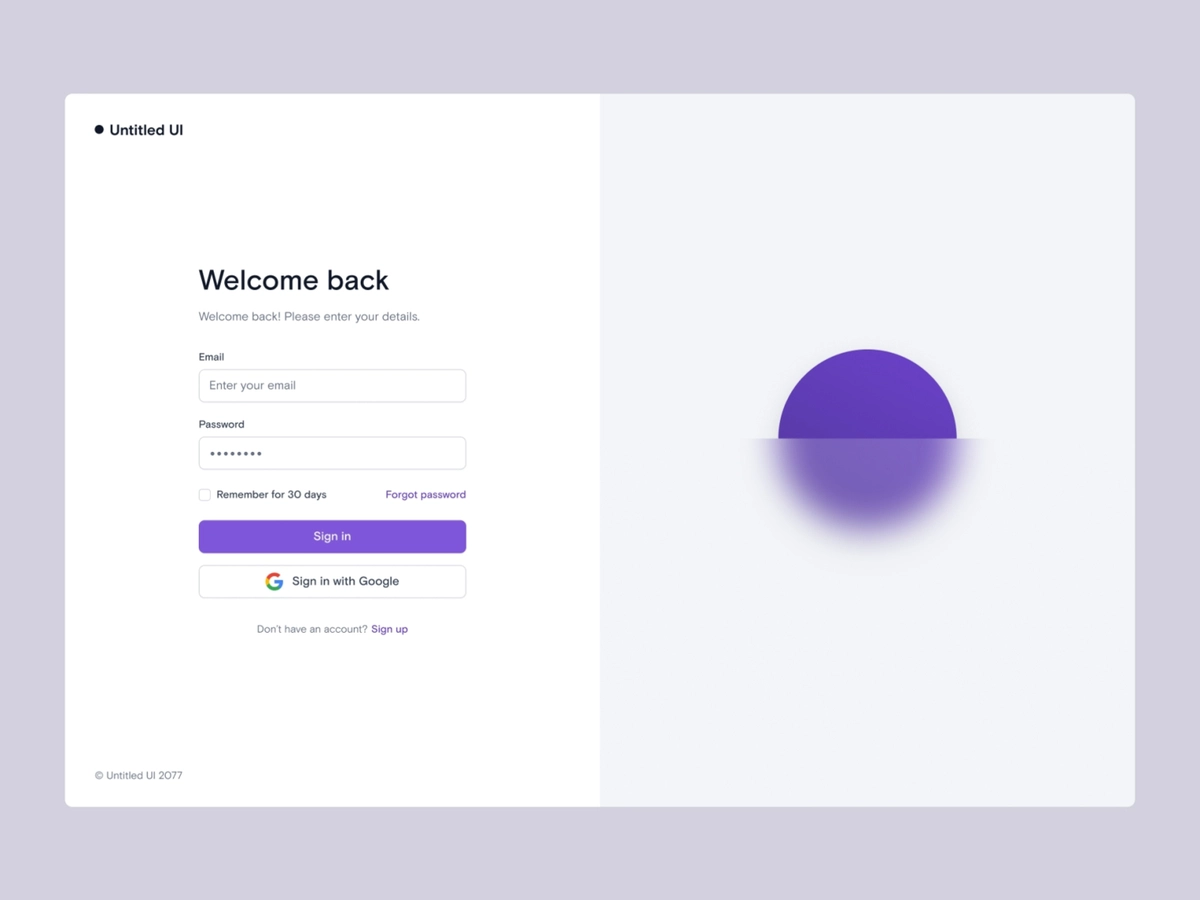 Untitled UI
Welcome back
Welcome back! Please enter your details.
Email
Enter your email
Password
••••••••
Remember for 30 days
Forgot password
Sign in
Sign in with Google
Don't have an account? Sign up
© Untitled UI 2077